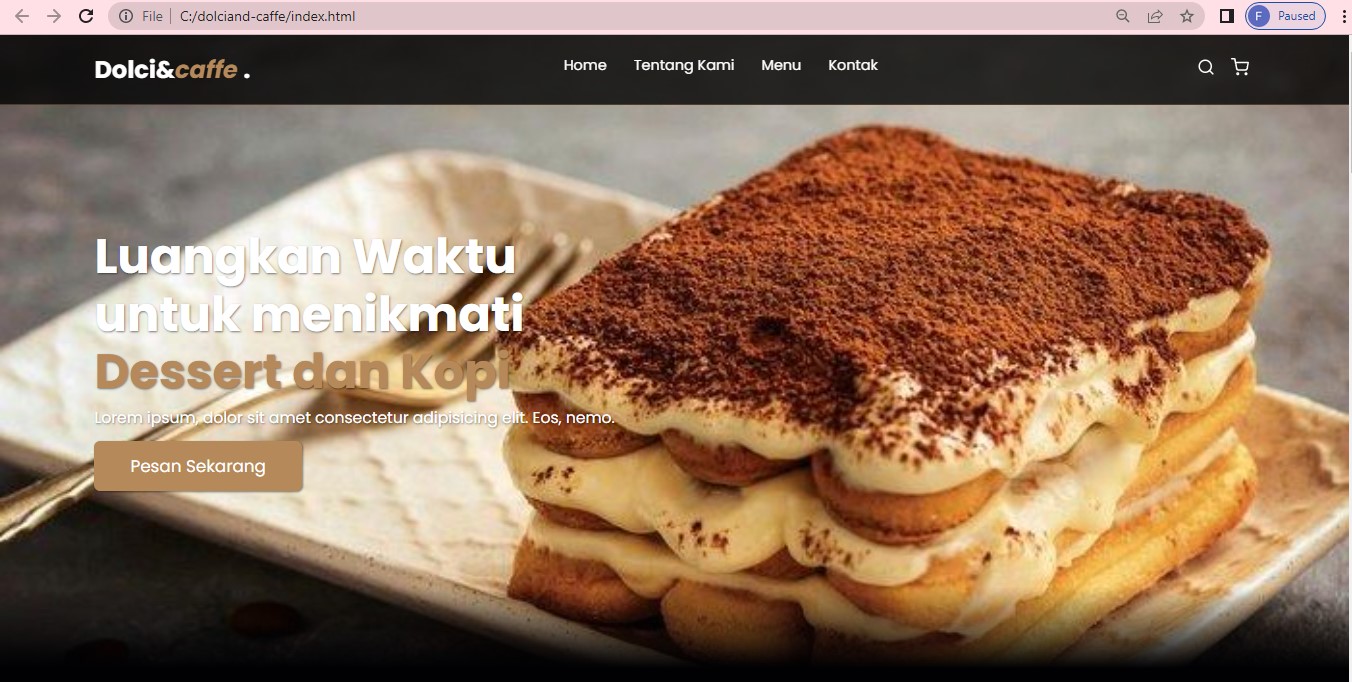 File C:/dolciand-caffe/index.html
F Paused
Dolci&caffe .
Home Tentang Kami Menu Kontak
Luangkan Waktu
untuk menikmati
Dessert dan Kopi
Lorem ipsum, dolor sit amet consectetur adipisicing elit. Eos, nemo.
Pesan Sekarang